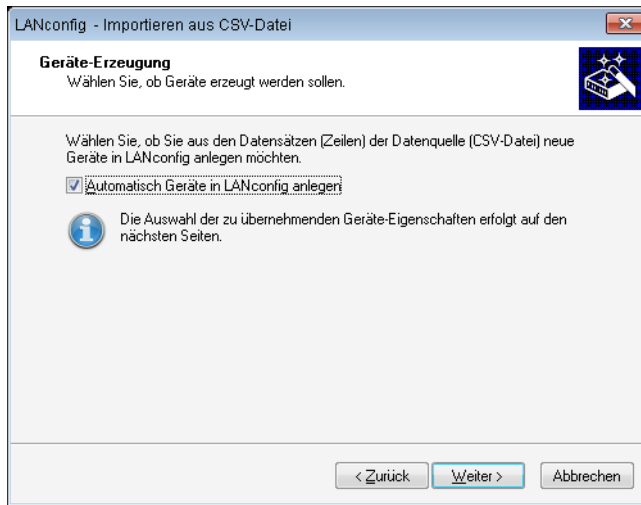 LANconfig - Importieren aus CSV-Datei
Geräte-Erzeugung
Wählen Sie, ob Geräte erzeugt werden sollen.
Wählen Sie, ob Sie aus den Datensätzen (Zeilen) der Datenquelle (CSV-Datei) neue
Geräte in LANconfig anlegen möchten.
Automatisch Geräte in LANconfig anlegen
Die Auswahl der zu übernehmenden Geräte-Eigenschaften erfolgt auf den
nächsten Seiten.
< Zurück Weiter > Abbrechen